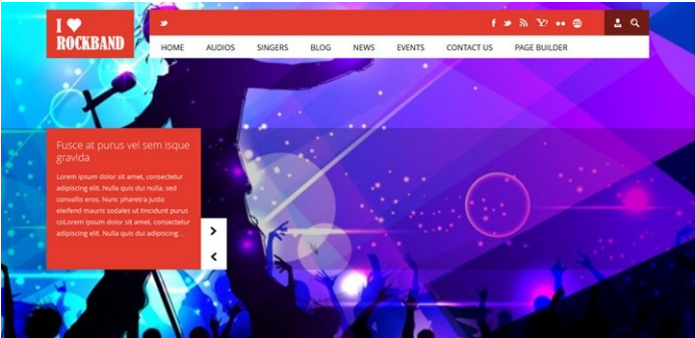 I ♥
ROCKBAND
HOME AUDIOS SINGERS BLOG NEWS EVENTS CONTACT US PAGE BUILDER
Fusce at purus vel sem isque
gravida
Lorem ipsum dolor sit amet, consectetur
adipiscing elit. Nulla quis dui nulla, sed
convallis eros. Nunc pharetra justo
eleifend mauris sodales ut tincidunt purus
coLorem ipsum dolor sit amet, consectetur
adipiscing elit. Nulla quis dui adipiscing...